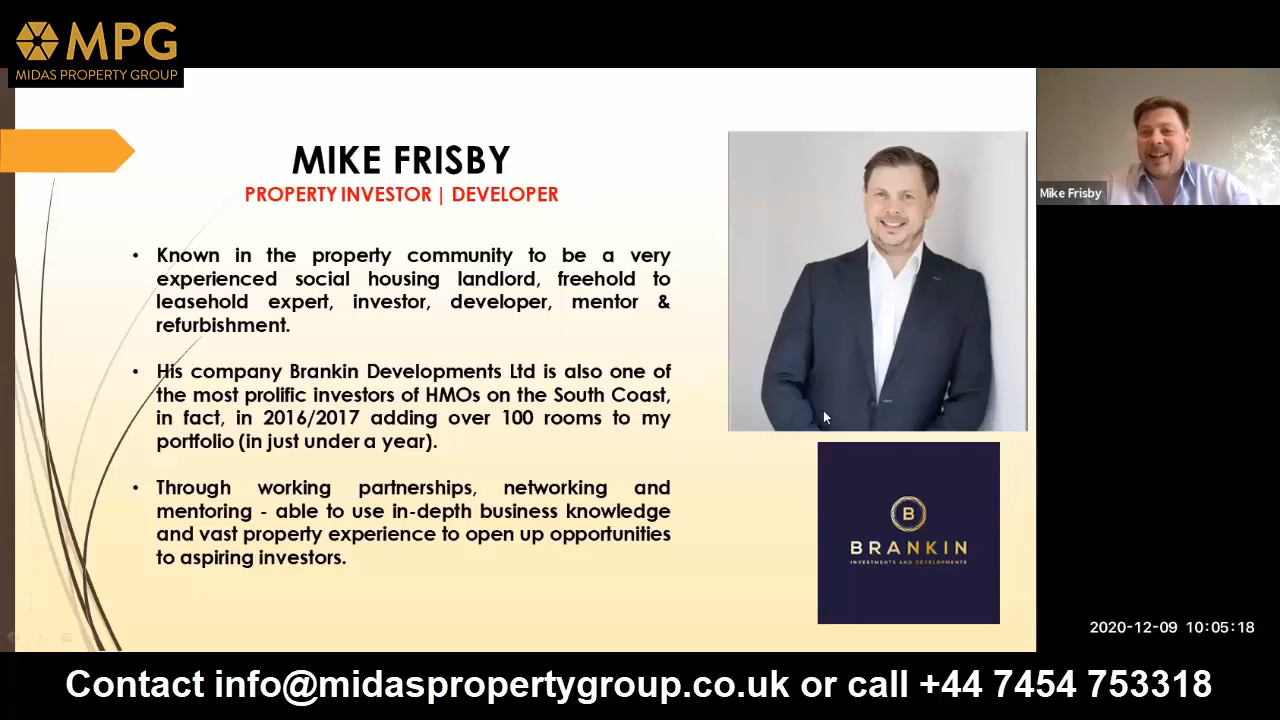 MPG
MIDAS PROPERTY GROUP
MIKE FRISBY
PROPERTY INVESTOR | DEVELOPER
• Known in the property community to be a very
experienced social housing landlord, freehold to
leasehold expert, investor, developer, mentor &
refurbishment.
• His company Brankin Developments Ltd is also one of
the most prolific investors of HMOs on the South Coast,
in fact, in 2016/2017 adding over 100 rooms to my
portfolio (in just under a year).
• Through working partnerships, networking and
mentoring - able to use in-depth business knowledge
and vast property experience to open up opportunities
to aspiring investors.
Mike Frisby
B
BRANKIN
INVESTMENTS AND DEVELOPMENTS
2020-12-09 10:05:18
Contact info@midaspropertygroup.co.uk or call +44 7454 753318